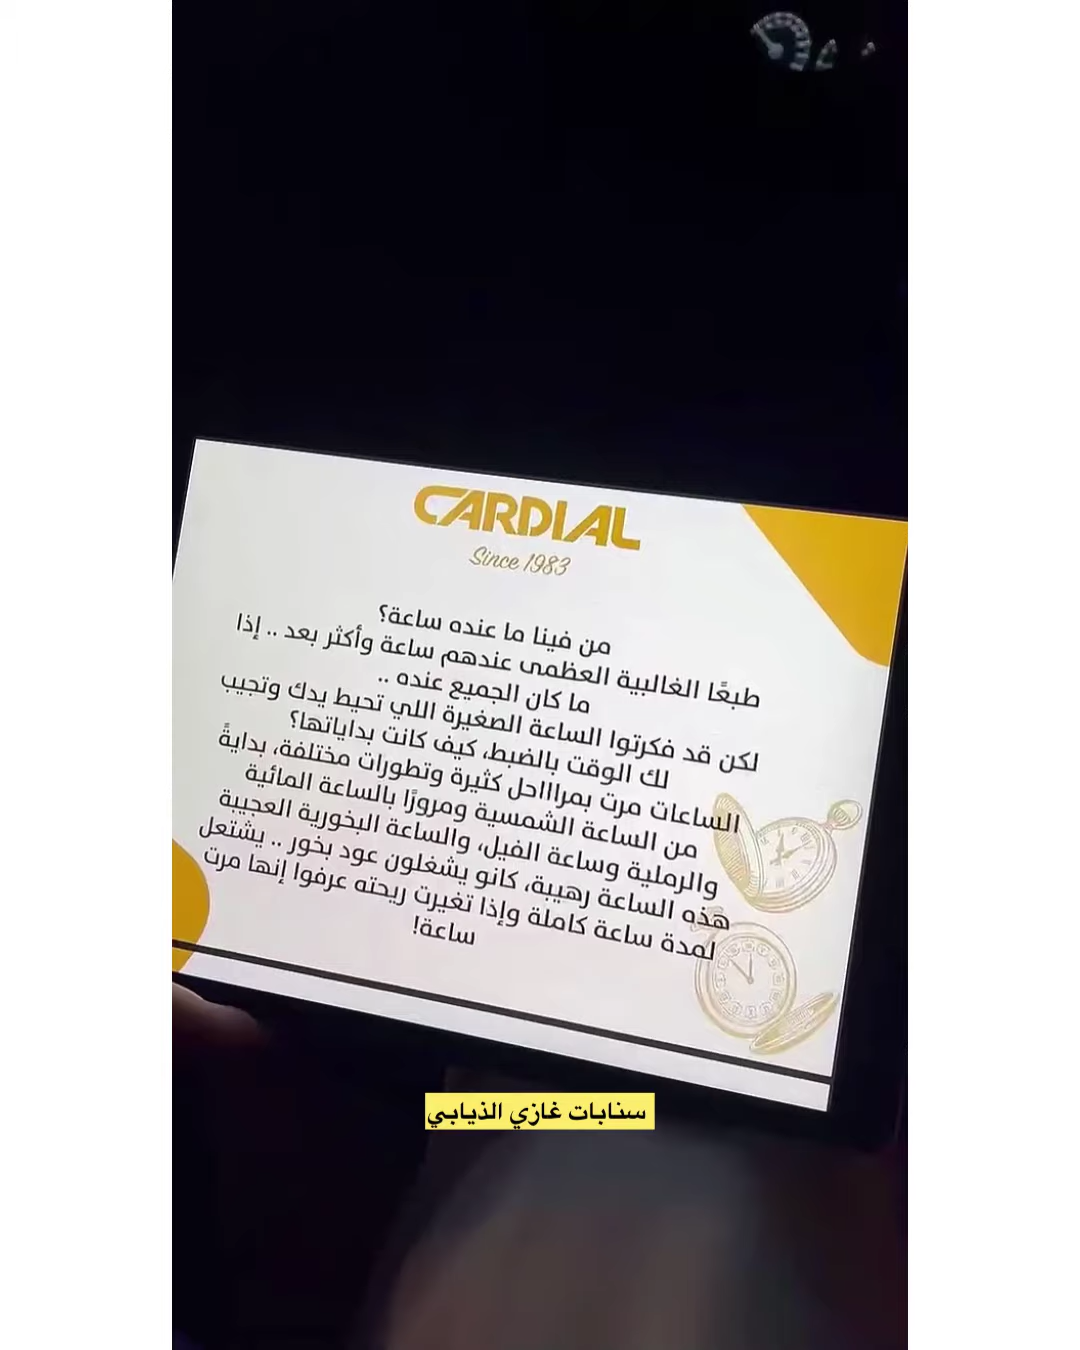 CARDIAL
Since 1983
من فينا ما عنده ساعة؟
طبعًا الغالبية العظمى عندهم ساعة وأكثر بعد .. إذا
ما كان الجميع عنده ..
لكن قد فكرتوا الساعة الصغيرة اللي تحيط يدك وتجيب
لك الوقت بالضبط، كيف كانت بداياتها؟
الساعات مرت بمراااحل كثيرة وتطورات مختلفة، بدايةً
من الساعة الشمسية ومرورًا بالساعة المائية
والرملية وساعة الفيل، والساعة البخورية العجيبة
هذه الساعة رهيبة، كانو يشغلون عود بخور .. يشتعل
لمدة ساعة كاملة وإذا تغيرت ريحته عرفوا إنها مرت
ساعة!
سنابات غازي الذيابي